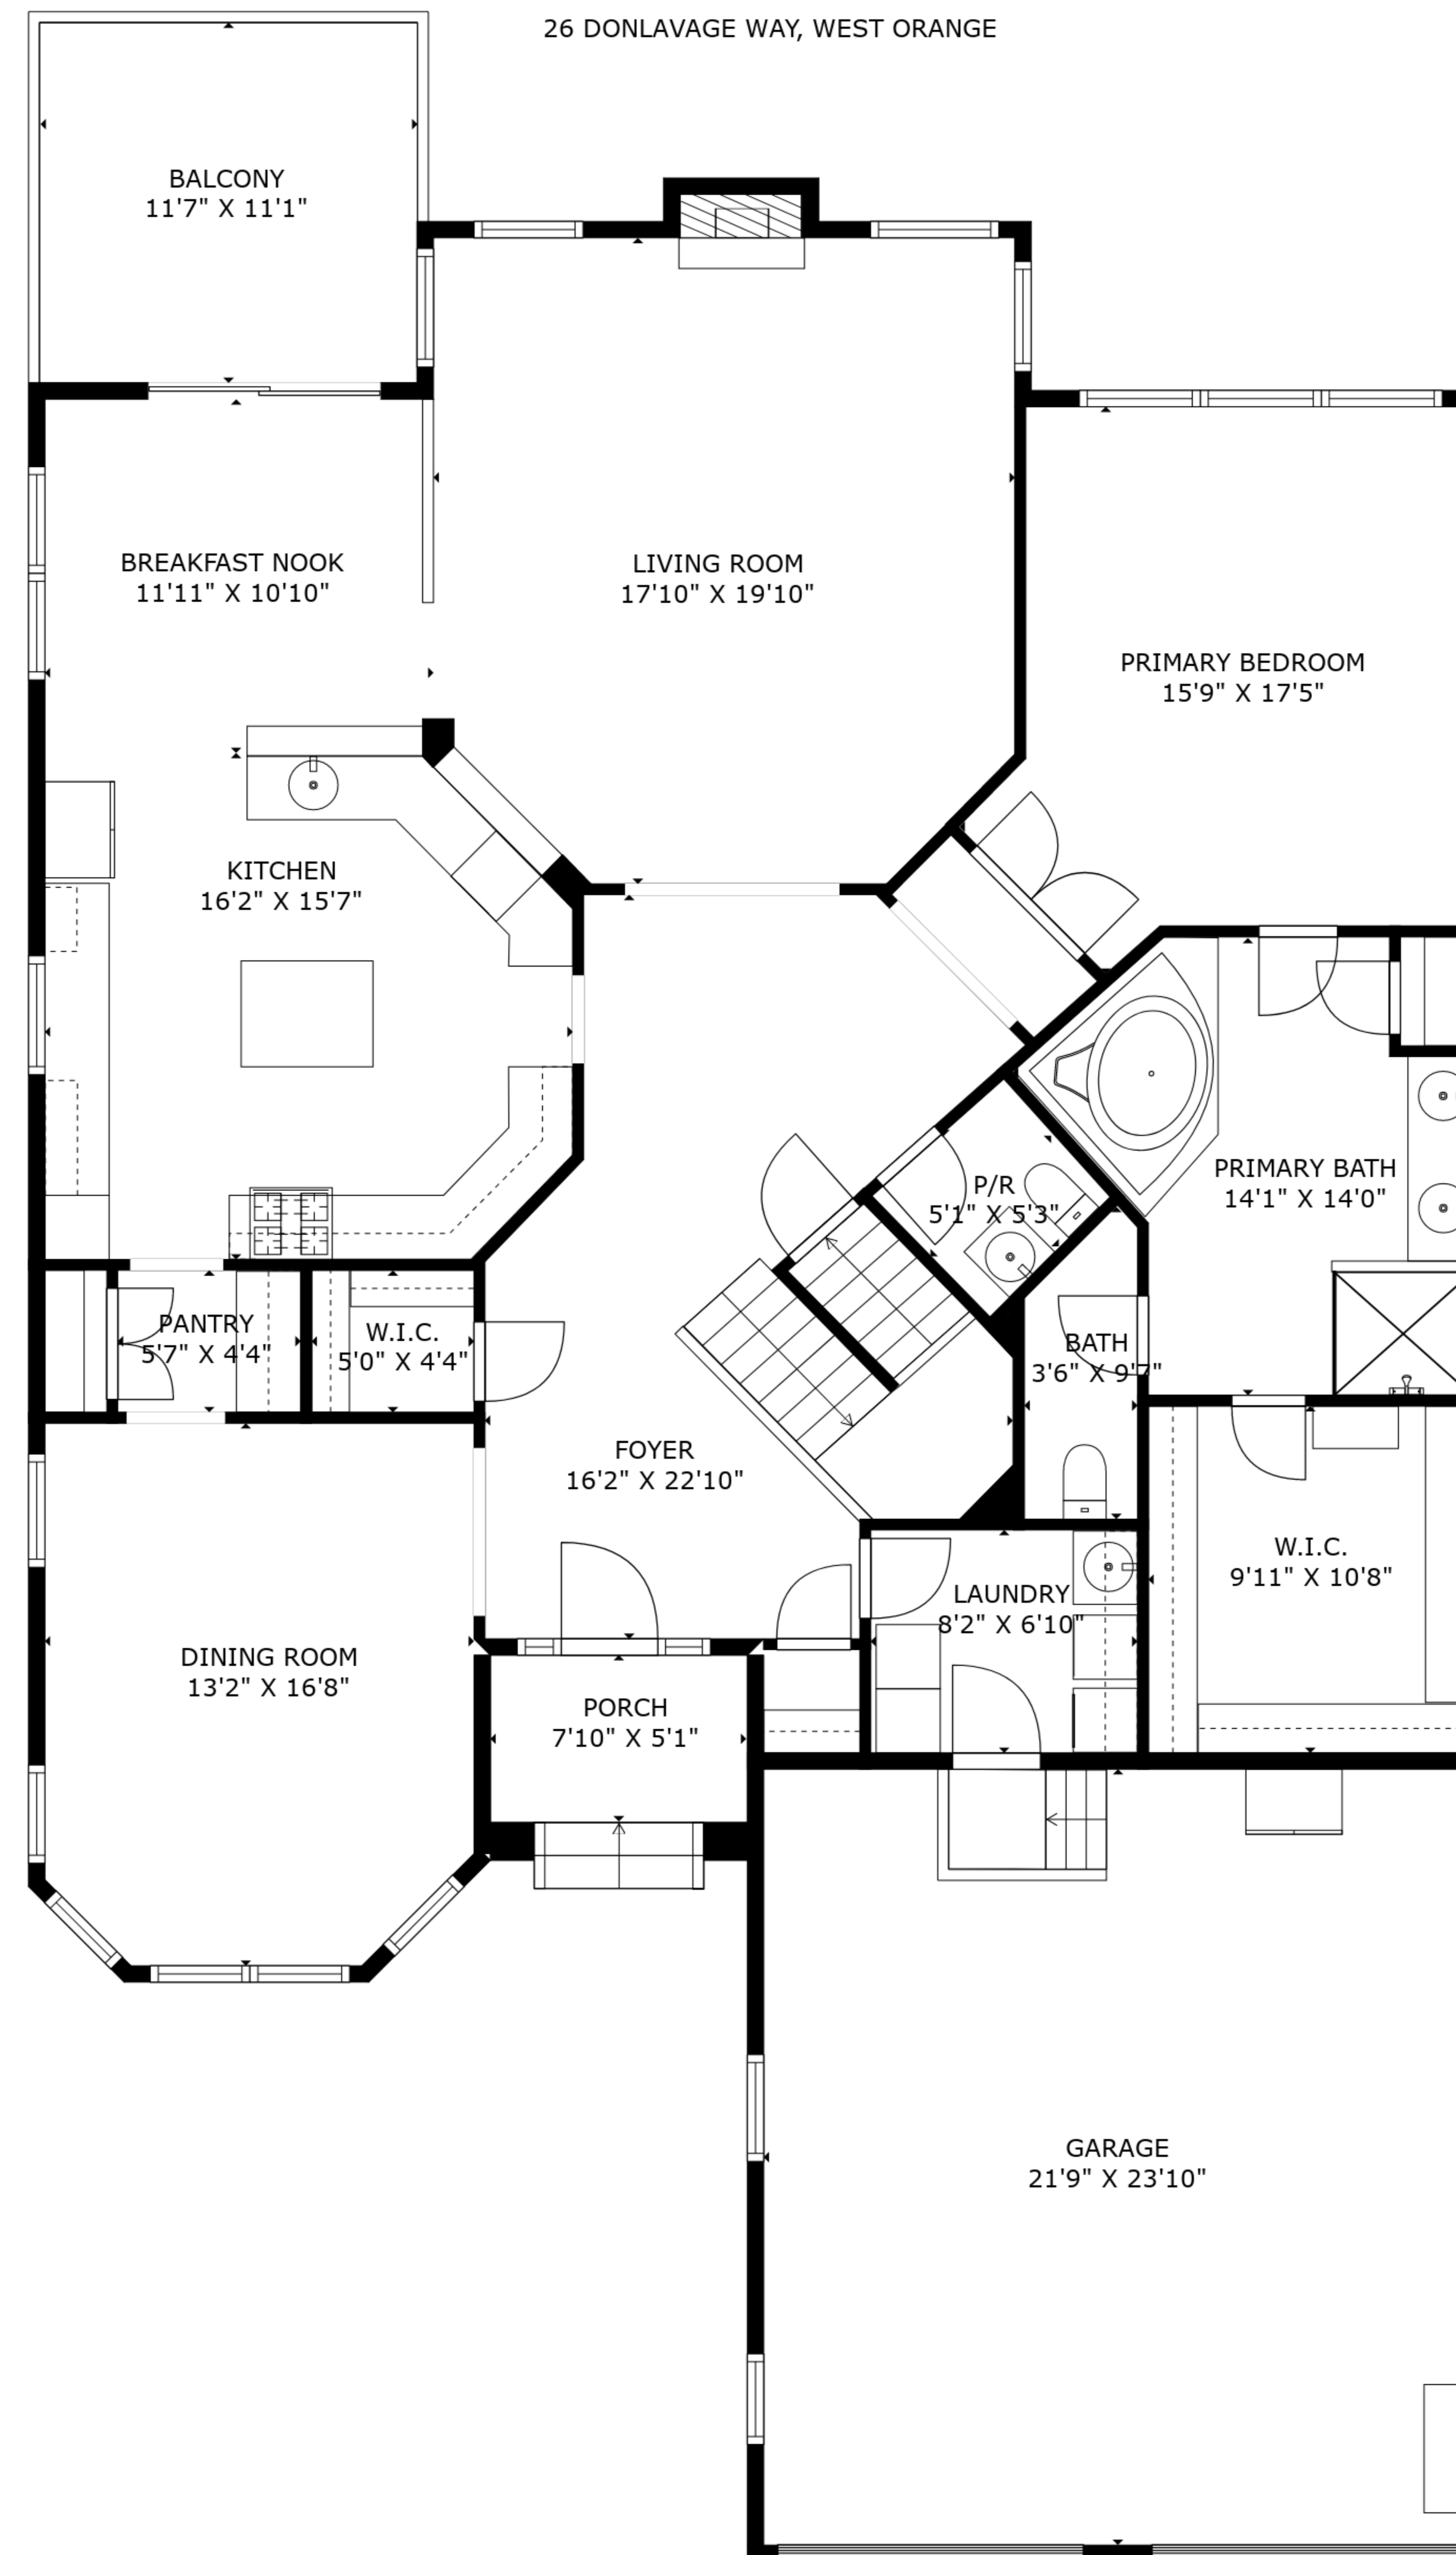 26 DONLAVAGE WAY, WEST ORANGE
BALCONY
11'7" X 11'1"
BREAKFAST NOOK
11'11" X 10'10"
LIVING ROOM
17'10" X 19'10"
PRIMARY BEDROOM
15'9" X 17'5"
KITCHEN
16'2" X 15'7"
P/R
5'1" X 5'3"
PRIMARY BATH
14'1" X 14'0"
PANTRY
5'7" X 4'4"
W.I.C.
5'0" X 4'4"
BATH
3'6" X 9'7"
FOYER
16'2" X 22'10"
W.I.C.
9'11" X 10'8"
LAUNDRY
8'2" X 6'10"
DINING ROOM
13'2" X 16'8"
PORCH
7'10" X 5'1"
GARAGE
21'9" X 23'10"